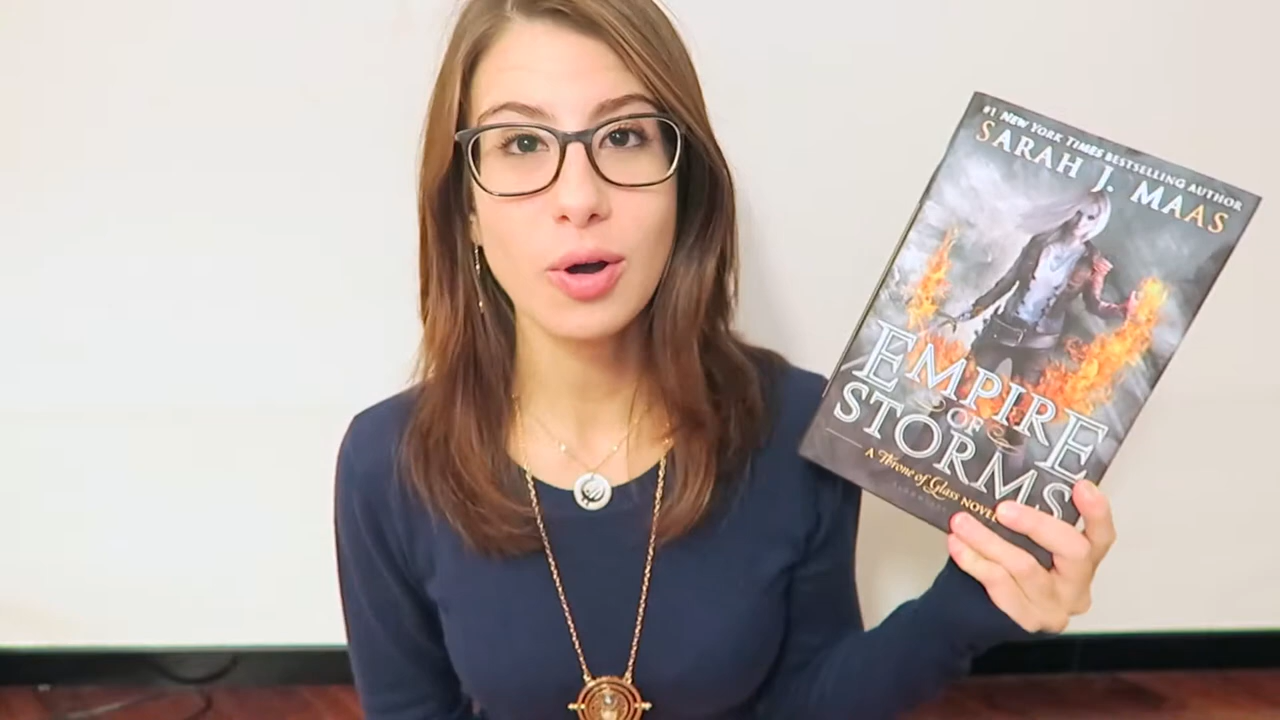 #1 NEW YORK TIMES BESTSELLING AUTHOR
SARAH J. MAAS
EMPIRE
OF
STORMS
A Throne of Glass NOVEL